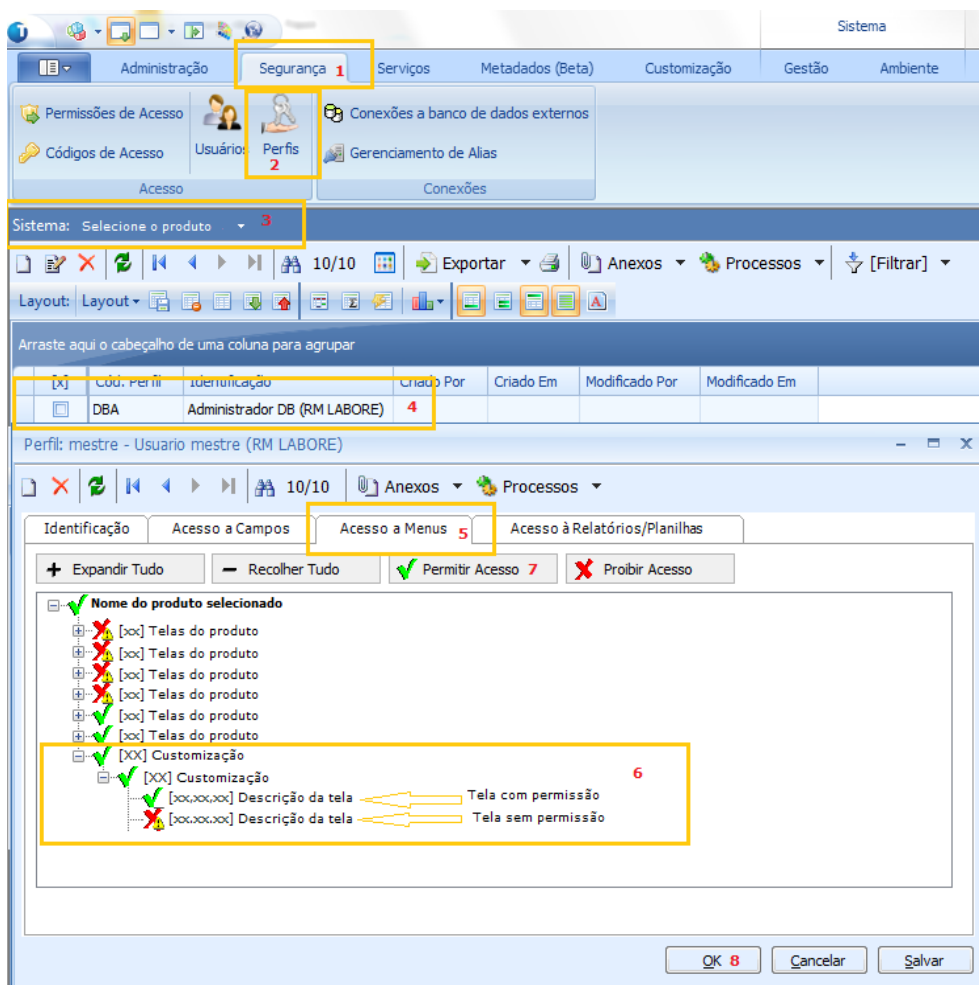 Sistema
Administração Segurança 1 Serviços Metadados (Beta) Customização Gestão Ambiente
Permissões de Acesso Usuários Perfis 2 Conexões a banco de dados externos
Códigos de Acesso Gerenciamento de Alias
Acesso Conexões
Sistema: Selecione o produto 3
10/10 Exportar Anexos Processos [Filtrar]
Layout: Layout
Arraste aqui o cabeçalho de uma coluna para agrupar
[x] Cód. Perfil Identificação Criado Por Criado Em Modificado Por Modificado Em
DBA Administrador DB (RM LABORE) 4
Perfil: mestre - Usuario mestre (RM LABORE)
10/10 Anexos Processos
Identificação Acesso a Campos Acesso a Menus 5 Acesso à Relatórios/Planilhas
Expandir Tudo Recolher Tudo Permitir Acesso 7 Proibir Acesso
Nome do produto selecionado
[xx] Telas do produto
[xx] Telas do produto
[xx] Telas do produto
[xx] Telas do produto
[xx] Telas do produto
[xx] Telas do produto
[XX] Customização
[XX] Customização 6
[xx,xx,xx] Descrição da tela Tela com permissão
[xx.xx.xx] Descrição da tela Tela sem permissão
OK 8 Cancelar Salvar